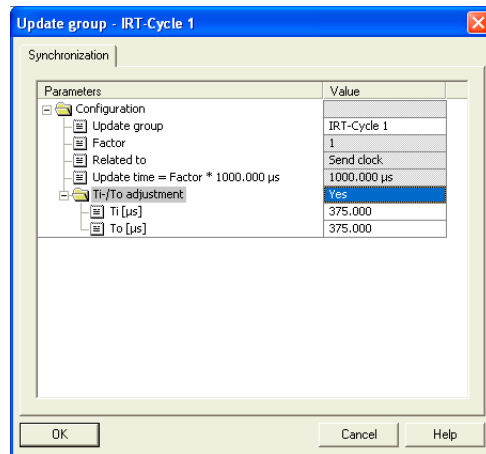 Update group - IRT-Cycle 1
Synchronization
Parameters Value
Configuration
Update group IRT-Cycle 1
Factor 1
Related to Send clock
Update time = Factor * 1000.000 µs 1000.000 µs
Ti-/To adjustment Yes
Ti [µs] 375.000
To [µs] 375.000
OK Cancel Help